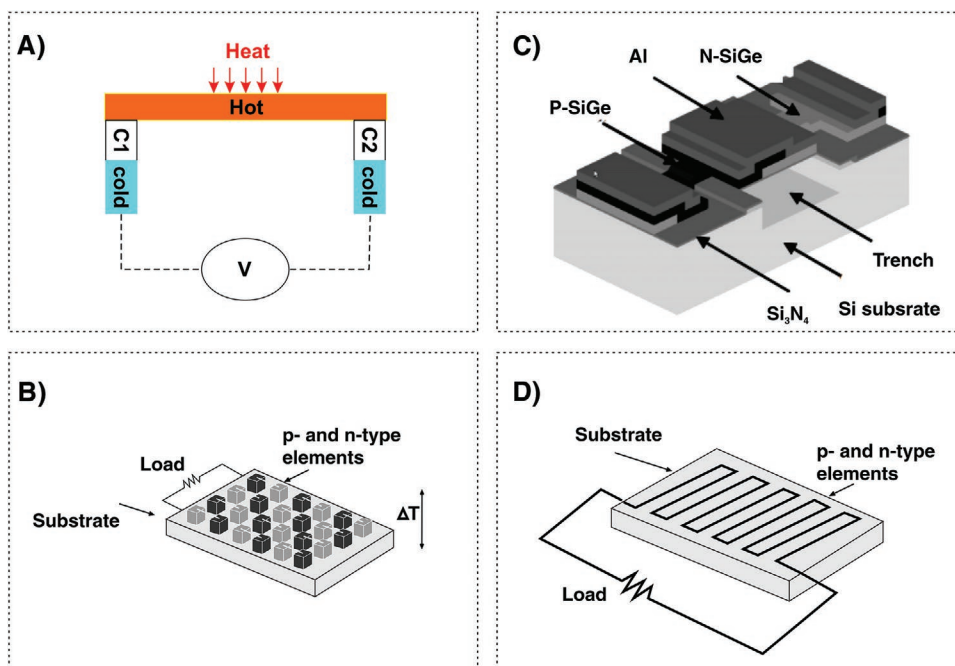 A)
Heat
Hot
C1
C2
cold
cold
V
C)
Al
N-SiGe
P-SiGe
Trench
Si₃N₄
Si subsrate
B)
p- and n-type
elements
Load
Substrate
ΔT
D)
Substrate
p- and n-type
elements
Load